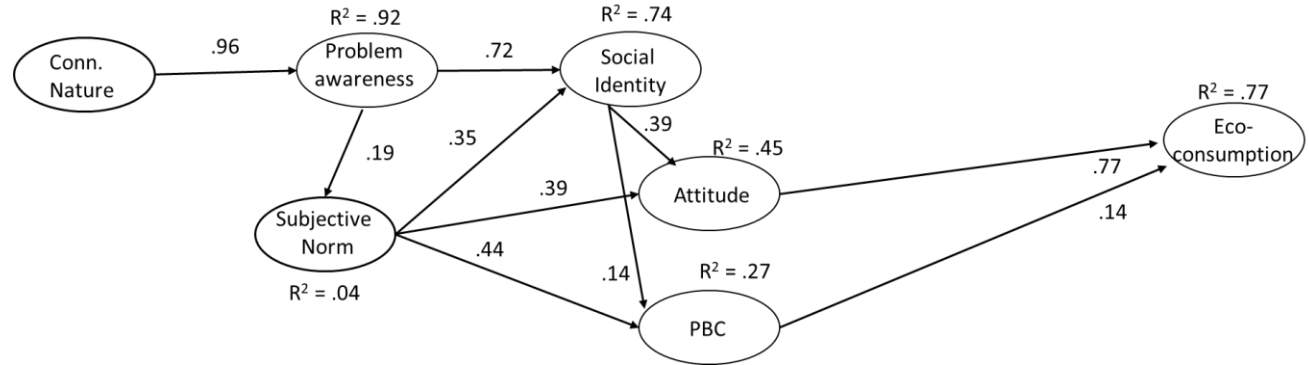 R² = .92
R² = .74
.96
Conn.
Nature
Problem
awareness
.72
Social
Identity
R² = .77
.19
.35
.39
R² = .45
Eco-
consumption
Subjective
Norm
.39
Attitude
.77
.44
.14
R² = .27
.14
R² = .04
PBC